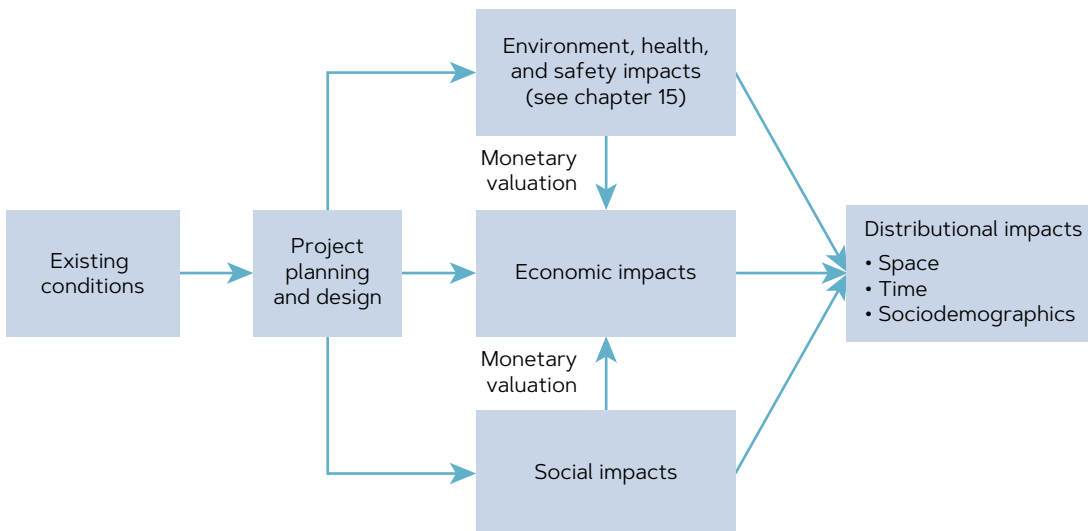 Environment, health,
and safety impacts
(see chapter 15)
Monetary
valuation
Existing
conditions
Project
planning
and design
Economic impacts
Distributional impacts
• Space
• Time
• Sociodemographics
Monetary
valuation
Social impacts